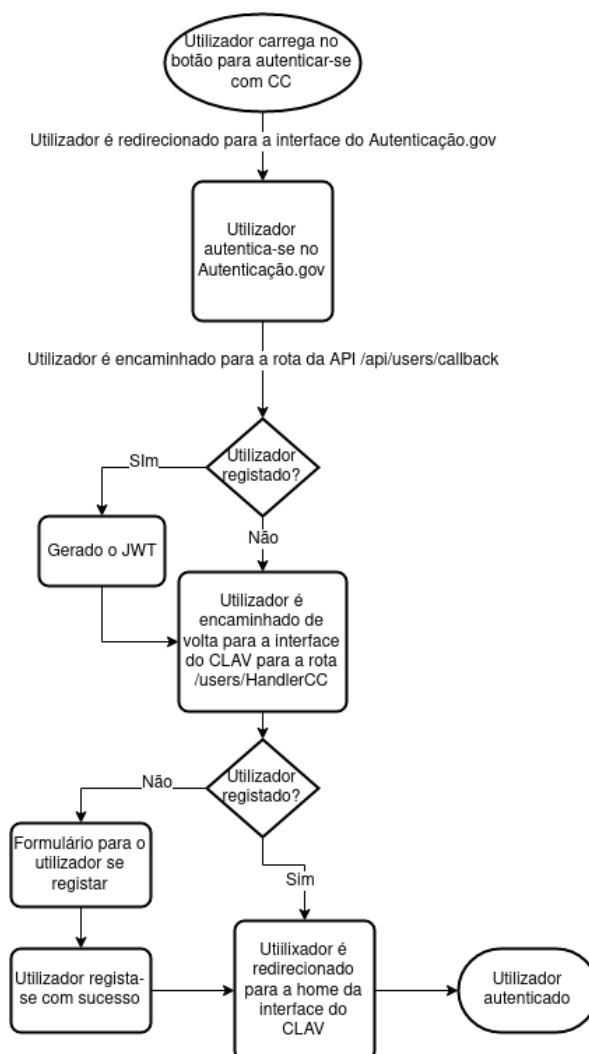 Utilizador carrega no
botão para autenticar-se
com CC
Utilizador é redirecionado para a interface do Autenticação.gov
Utilizador
autentica-se no
Autenticação.gov
Utilizador é encaminhado para a rota da API /api/users/callback
Utilizador
registado?
SIm
Gerado o JWT
Não
Utilizador é
encaminhado de
volta para a interface
do CLAV para a rota
/users/HandlerCC
Utilizador
registado?
Não
Formulário para o
utilizador se
registar
Sim
Utilizador regista-
se com sucesso
Utiilixador é
redirecionado
para a home da
interface do
CLAV
Utilizador
autenticado